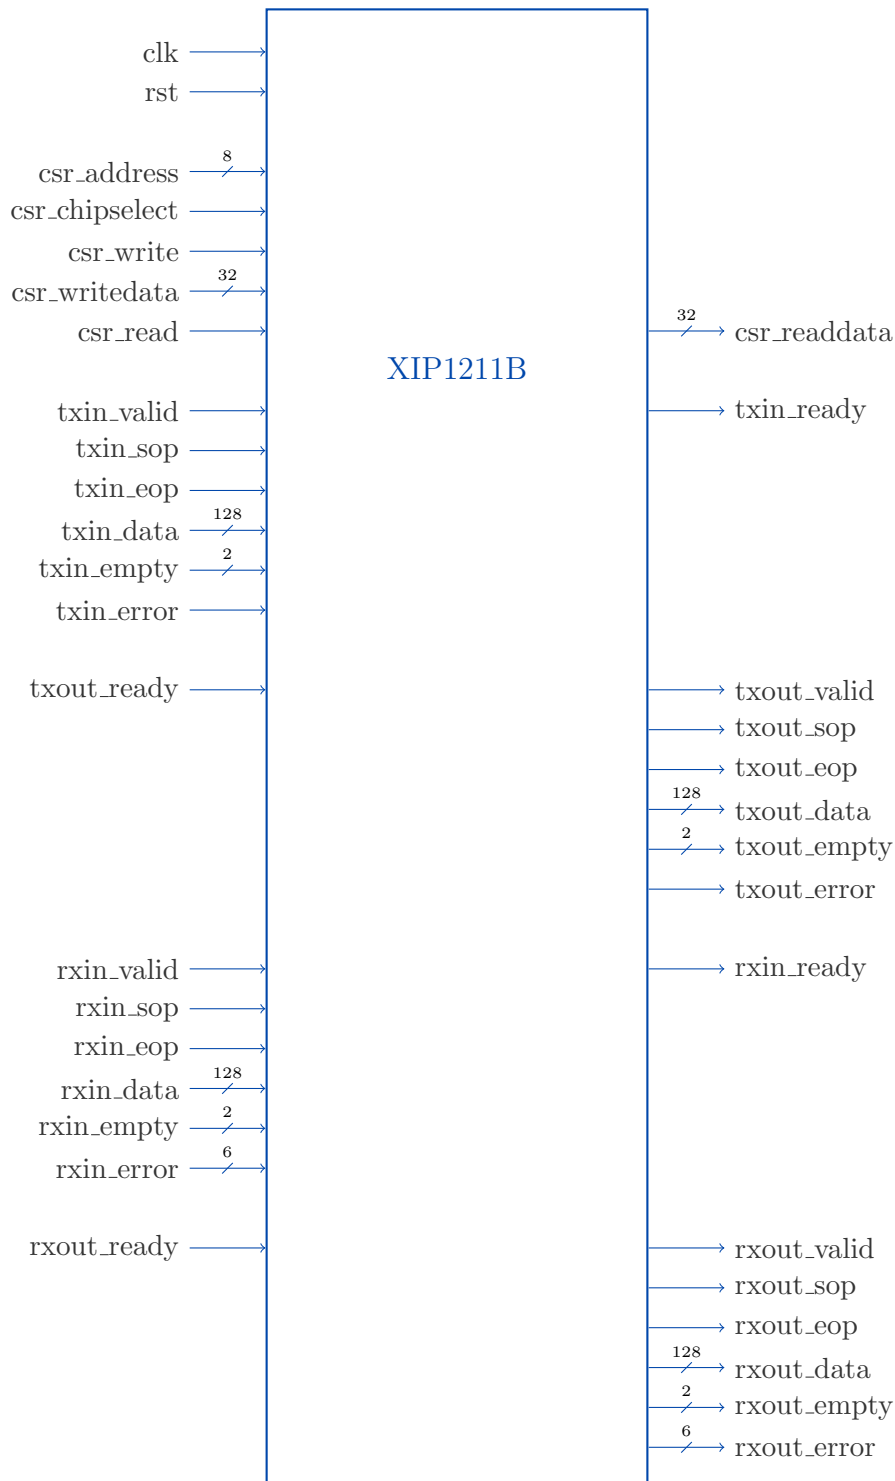 clk
rst
8
csr_address
csr_chipselect
csr_write
32
csr_writedata
csr_read
32
csr_readdata
XIP1211B
txin_valid
txin_ready
txin_sop
txin_eop
128
txin_data
2
txin_empty
txin_error
txout_ready
txout_valid
txout_sop
txout_eop
128
txout_data
2
txout_empty
txout_error
rxin_valid
rxin_ready
rxin_sop
rxin_eop
128
rxin_data
2
rxin_empty
6
rxin_error
rxout_ready
rxout_valid
rxout_sop
rxout_eop
128
rxout_data
2
rxout_empty
6
rxout_error